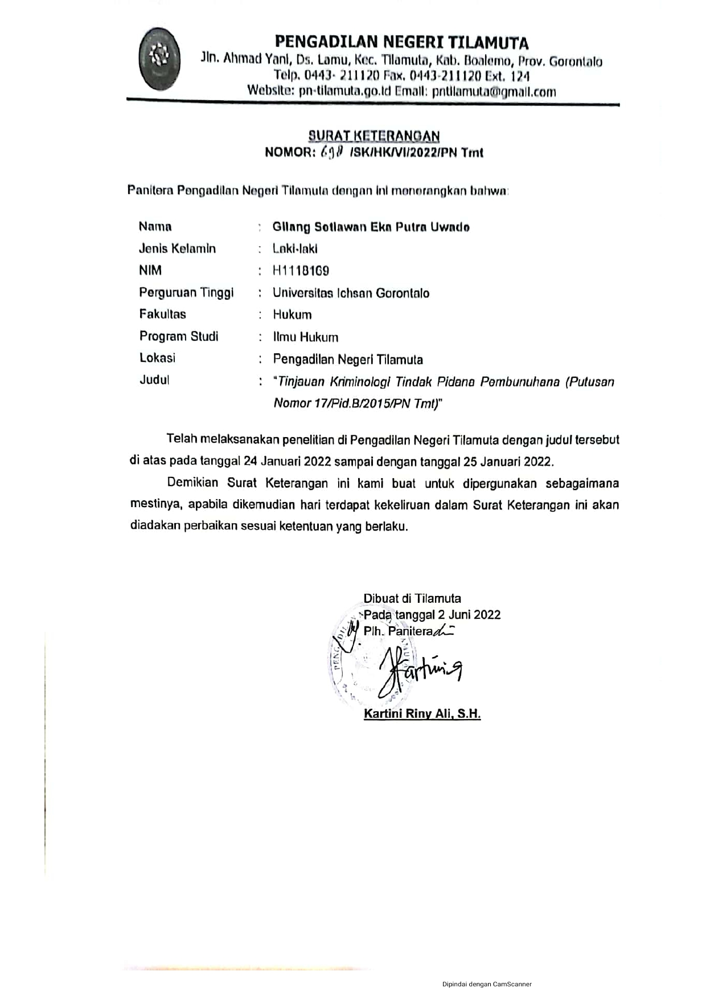 PENGADILAN NEGERI TILAMUTA
Jln. Ahmad Yani, Ds. Lamu, Kec. Tilamuta, Kab. Boalemo, Prov. Gorontalo
Telp. 0443- 211120 Fax. 0443-211120 Ext. 124
Website: pn-tilamuta.go.id Email: pntilamuta@gmail.com
SURAT KETERANGAN
NOMOR: 698 /SK/HK/VI/2022/PN Tmt
Panitera Pengadilan Negeri Tilamuta dengan ini menerangkan bahwa:
Nama : Gilang Setiawan Eka Putra Uwado
Jenis Kelamin : Laki-laki
NIM : H1118169
Perguruan Tinggi : Universitas Ichsan Gorontalo
Fakultas : Hukum
Program Studi : Ilmu Hukum
Lokasi : Pengadilan Negeri Tilamuta
Judul : "Tinjauan Kriminologi Tindak Pidana Pembunuhana (Putusan
Nomor 17/Pid.B/2015/PN Tmt)"
Telah melaksanakan penelitian di Pengadilan Negeri Tilamuta dengan judul tersebut
di atas pada tanggal 24 Januari 2022 sampai dengan tanggal 25 Januari 2022.
Demikian Surat Keterangan ini kami buat untuk dipergunakan sebagaimana
mestinya, apabila dikemudian hari terdapat kekeliruan dalam Surat Keterangan ini akan
diadakan perbaikan sesuai ketentuan yang berlaku.
Dibuat di Tilamuta
Pada tanggal 2 Juni 2022
Plh. Panitera
Kartini Riny Ali, S.H.
Dipindai dengan CamScanner